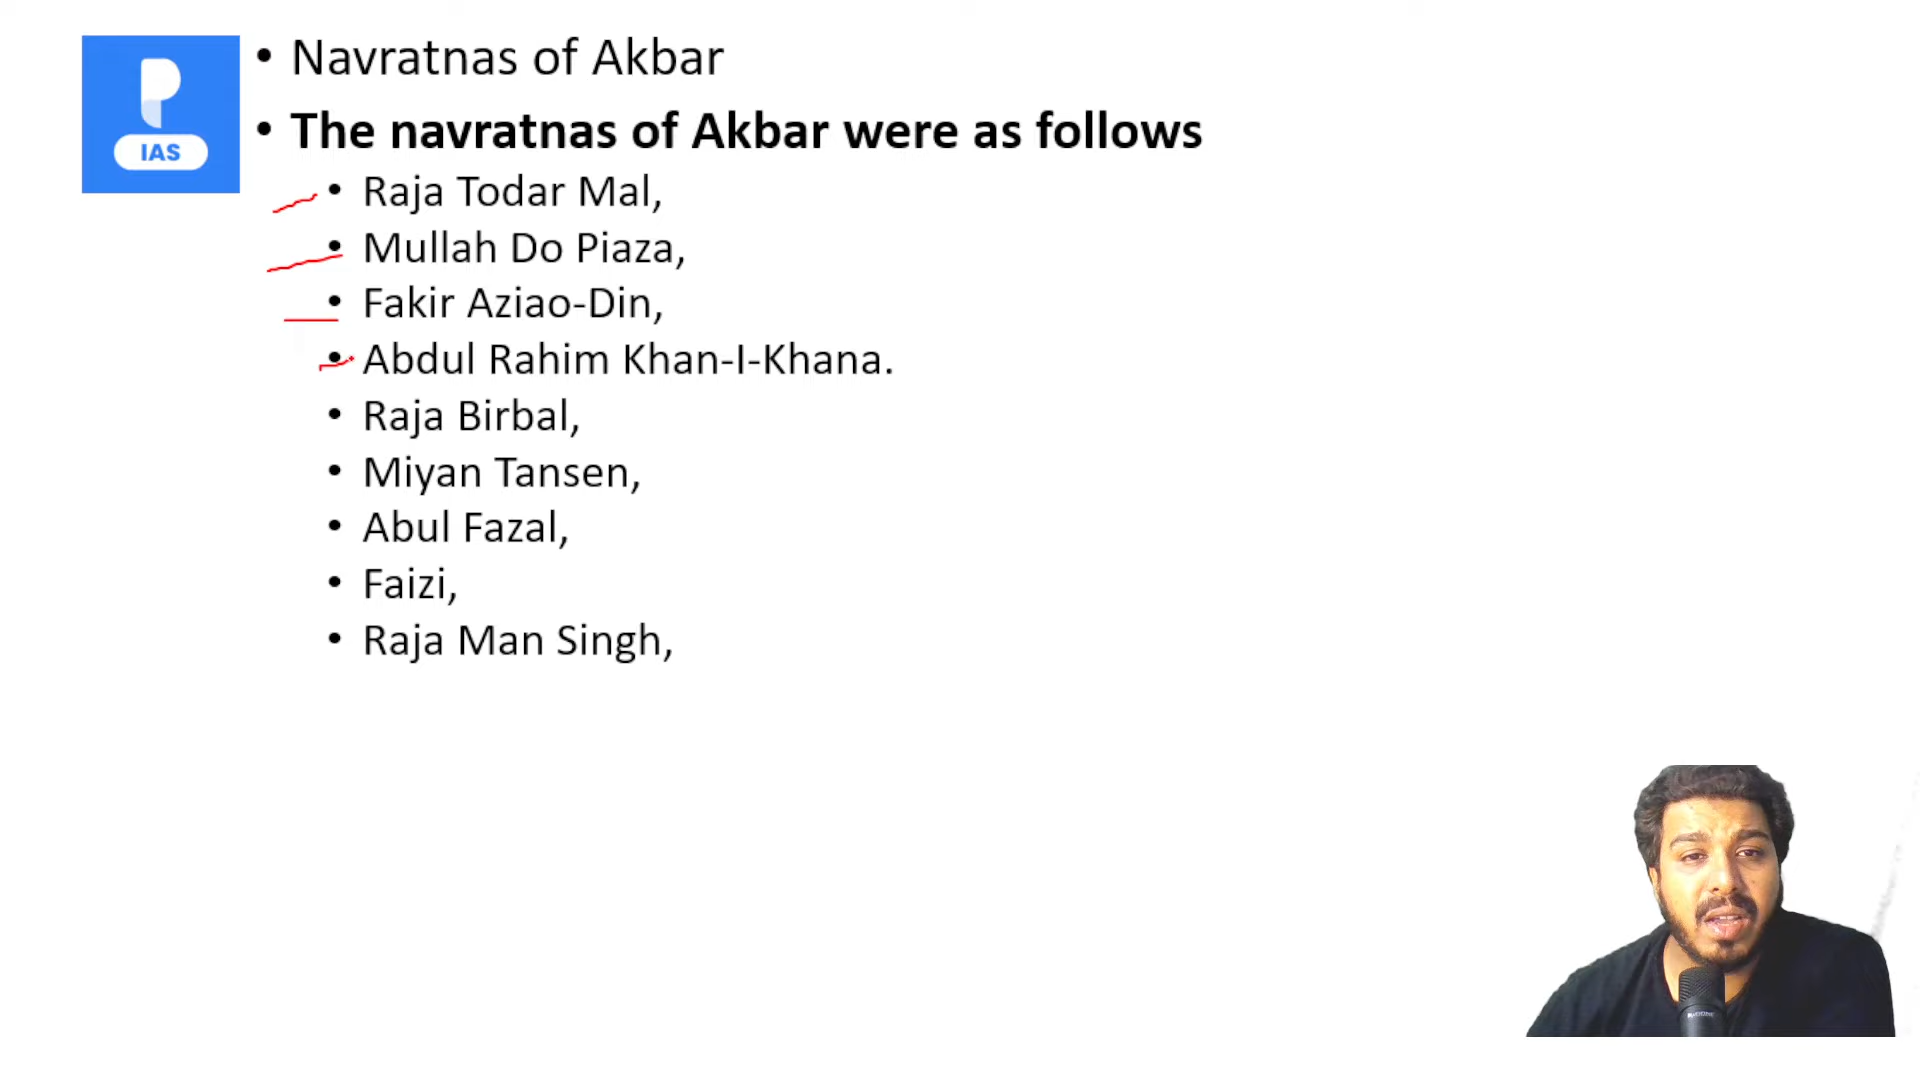 IAS
• Navratnas of Akbar
• The navratnas of Akbar were as follows
• Raja Todar Mal,
• Mullah Do Piaza,
• Fakir Aziao-Din,
• Abdul Rahim Khan-I-Khana.
• Raja Birbal,
• Miyan Tansen,
• Abul Fazal,
• Faizi,
• Raja Man Singh,